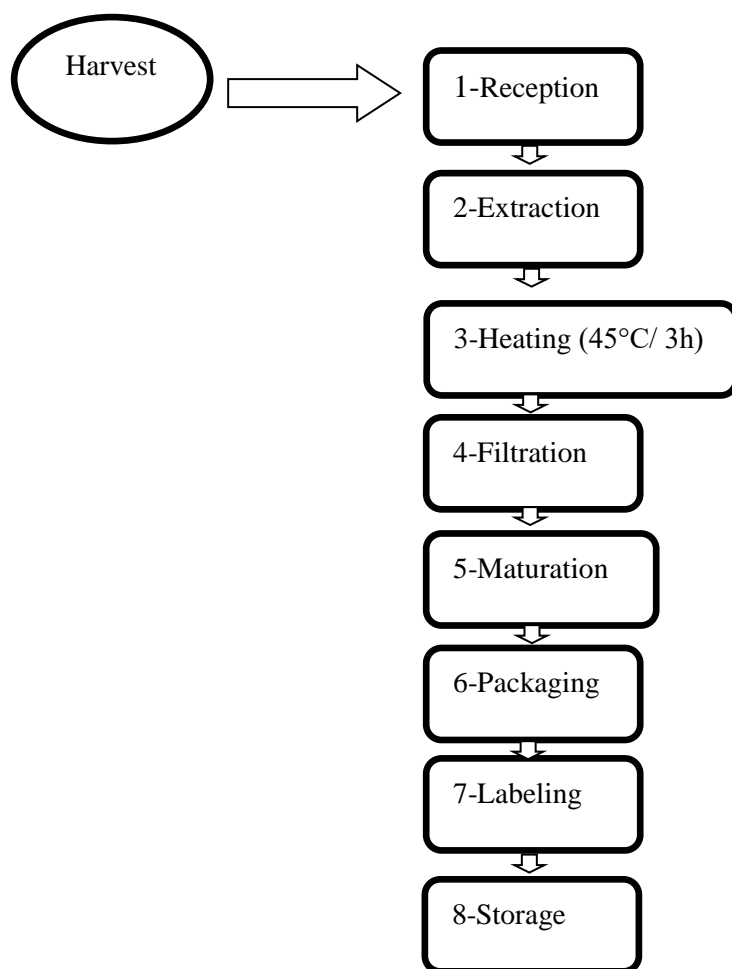 Harvest
1-Reception
2-Extraction
3-Heating (45°C/ 3h)
4-Filtration
5-Maturation
6-Packaging
7-Labeling
8-Storage